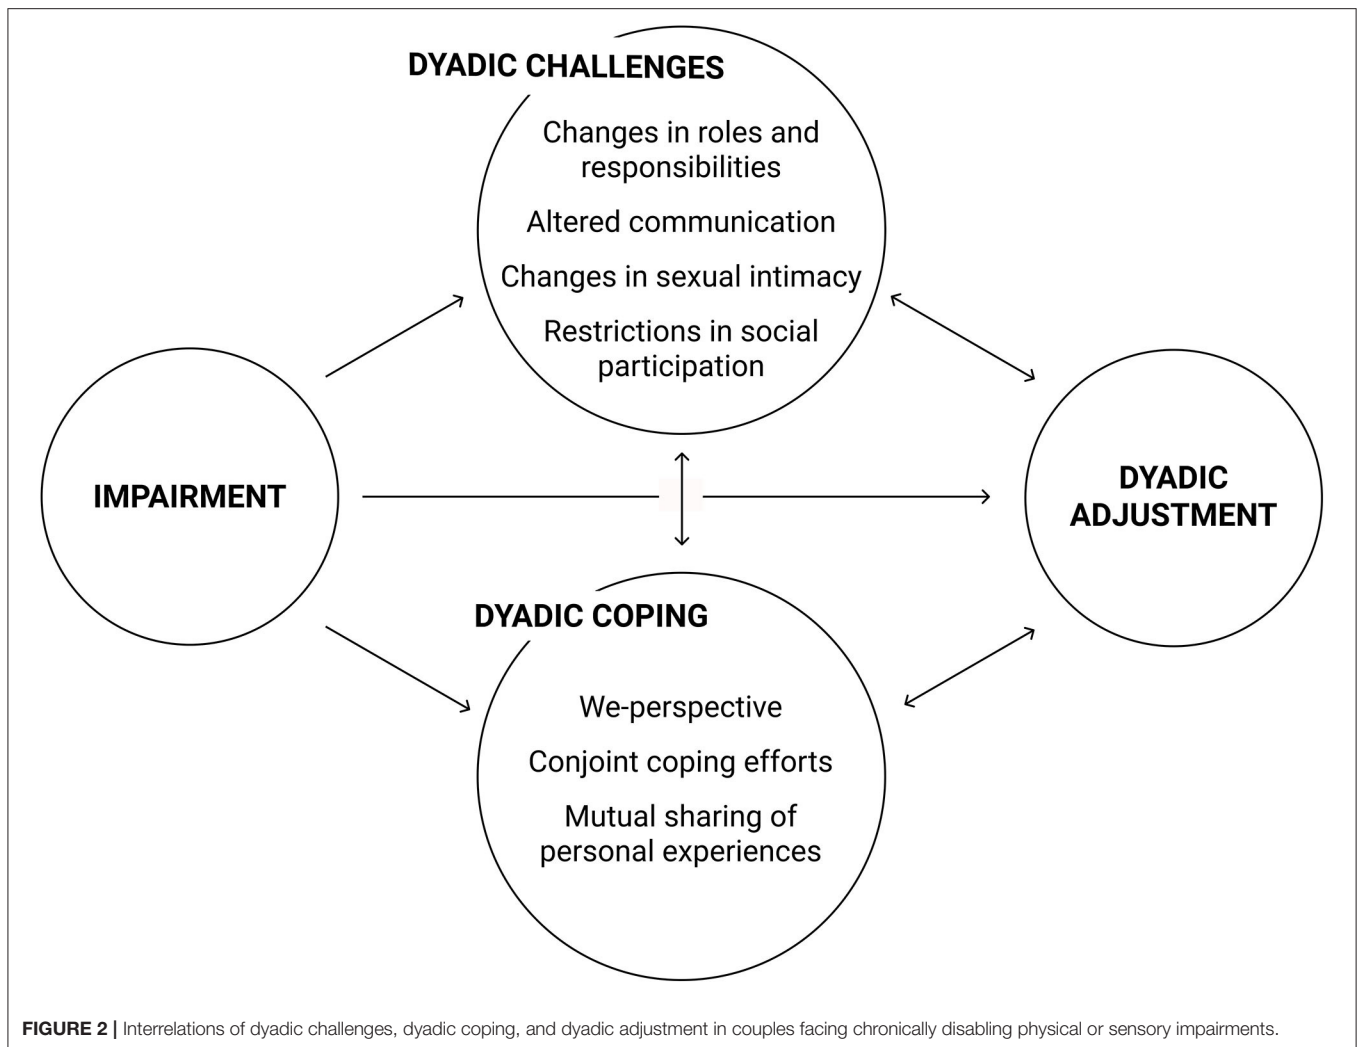 DYADIC CHALLENGES
Changes in roles and
responsibilities
Altered communication
Changes in sexual intimacy
Restrictions in social
participation
IMPAIRMENT
DYADIC
ADJUSTMENT
DYADIC COPING
We-perspective
Conjoint coping efforts
Mutual sharing of
personal experiences
FIGURE 2 | Interrelations of dyadic challenges, dyadic coping, and dyadic adjustment in couples facing chronically disabling physical or sensory impairments.